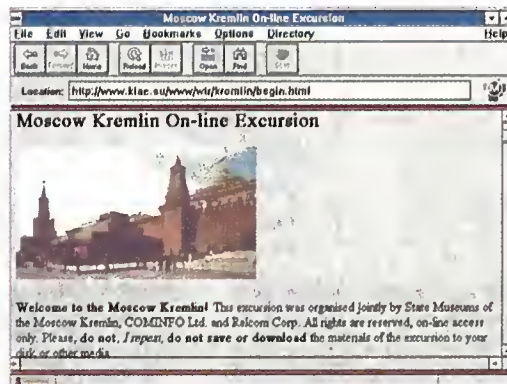 Moscow Kremlin On-line Excursion
File Edit View Go Bookmarks Options Directory Help
Back Forward Home Reload Images Open Find Stop
Location: http://www.kiae.su/www/wtr/kremlin/begin.html
Moscow Kremlin On-line Excursion
Welcome to the Moscow Kremlin! This excursion was organised jointly by State Museums of
the Moscow Kremlin, COMINFO Ltd. and Relcom Corp. All rights are reserved, on-line access
only. Please, do not, I repeat, do not save or download the materials of the excursion to your
disk or other media.